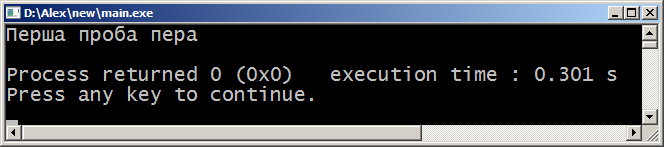 D:\Alex\new\main.exe
Перша проба пера
Process returned 0 (0x0)   execution time : 0.301 s
Press any key to continue.